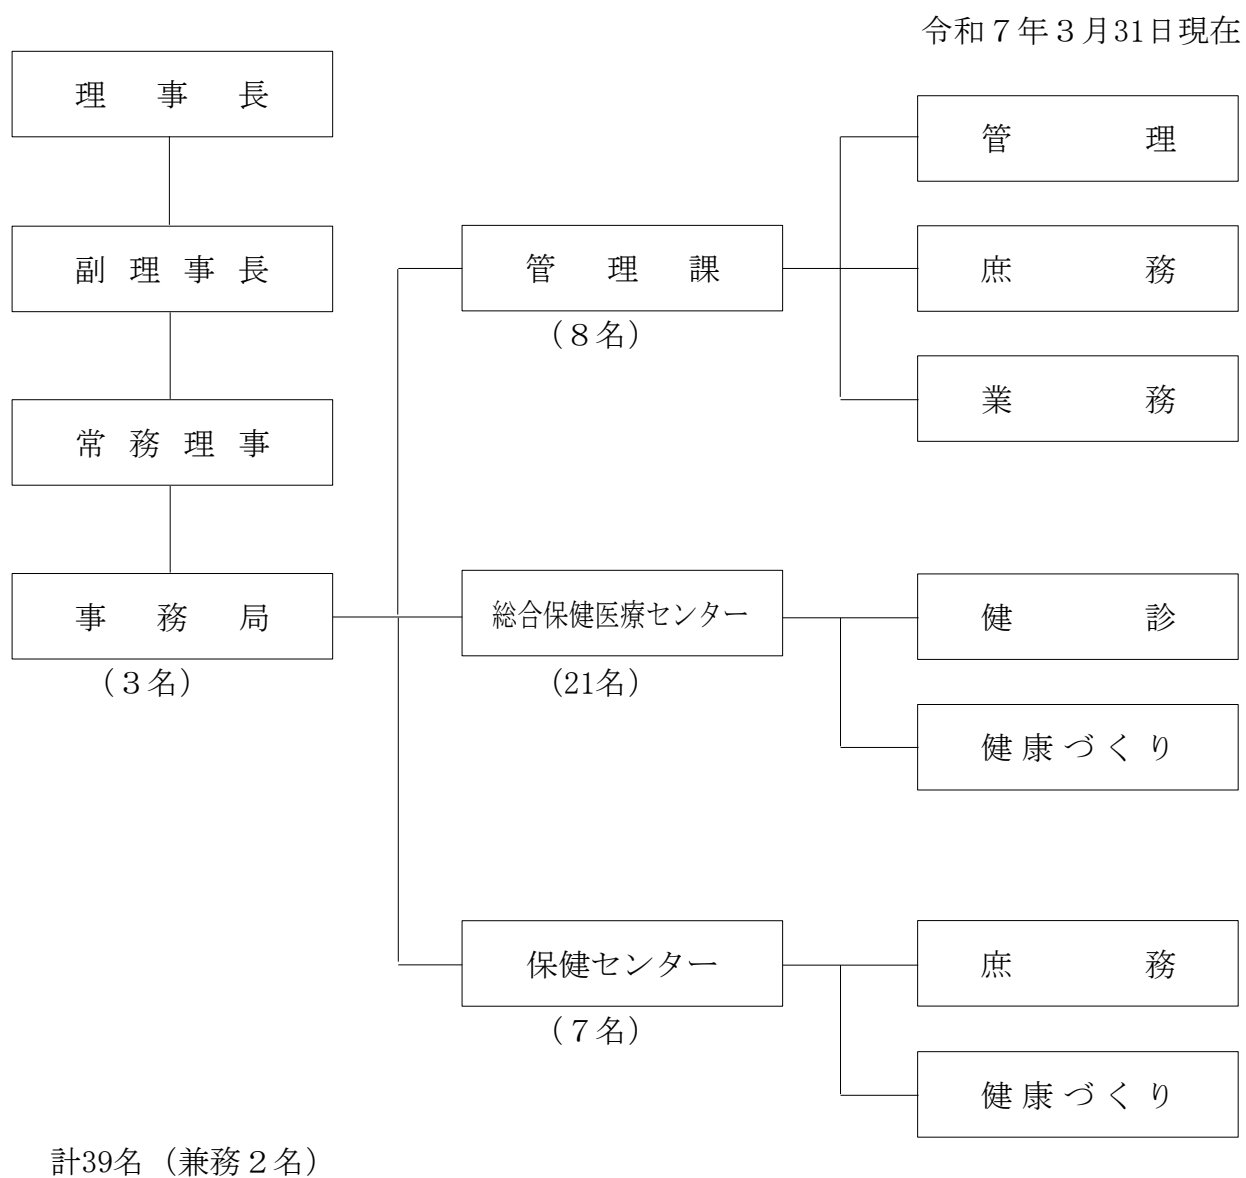 令和７年３月31日現在
理事長
副理事長
常務理事
事務局
（３名）
管理課
（８名）
管理
庶務
業務
総合保健医療センター
（21名）
健診
健康づくり
保健センター
（７名）
庶務
健康づくり
計39名（兼務２名）